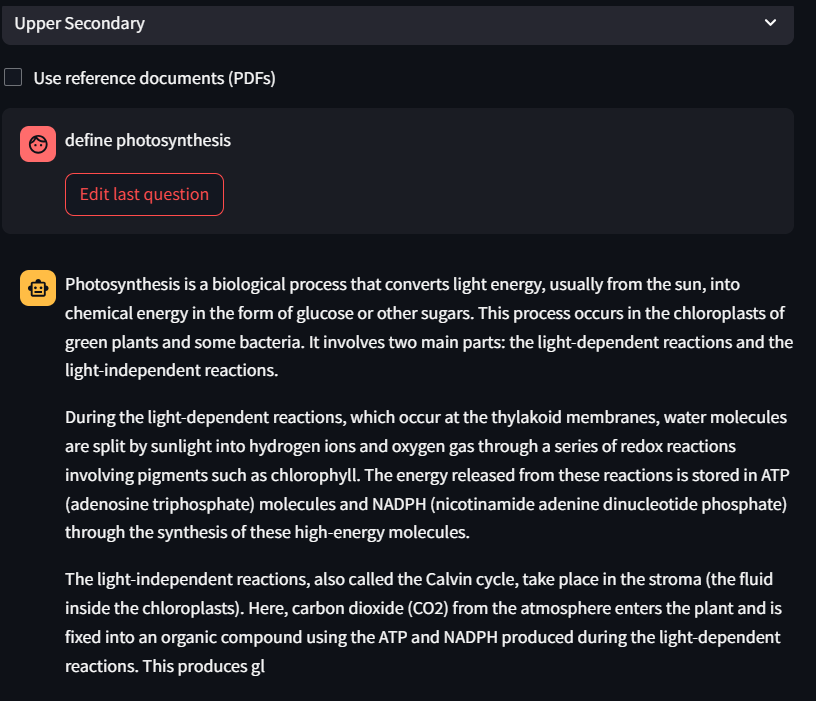 Upper Secondary
Use reference documents (PDFs)
define photosynthesis
Edit last question
Photosynthesis is a biological process that converts light energy, usually from the sun, into
chemical energy in the form of glucose or other sugars. This process occurs in the chloroplasts of
green plants and some bacteria. It involves two main parts: the light-dependent reactions and the
light-independent reactions.
During the light-dependent reactions, which occur at the thylakoid membranes, water molecules
are split by sunlight into hydrogen ions and oxygen gas through a series of redox reactions
involving pigments such as chlorophyll. The energy released from these reactions is stored in ATP
(adenosine triphosphate) molecules and NADPH (nicotinamide adenine dinucleotide phosphate)
through the synthesis of these high-energy molecules.
The light-independent reactions, also called the Calvin cycle, take place in the stroma (the fluid
inside the chloroplasts). Here, carbon dioxide (CO2) from the atmosphere enters the plant and is
fixed into an organic compound using the ATP and NADPH produced during the light-dependent
reactions. This produces gl